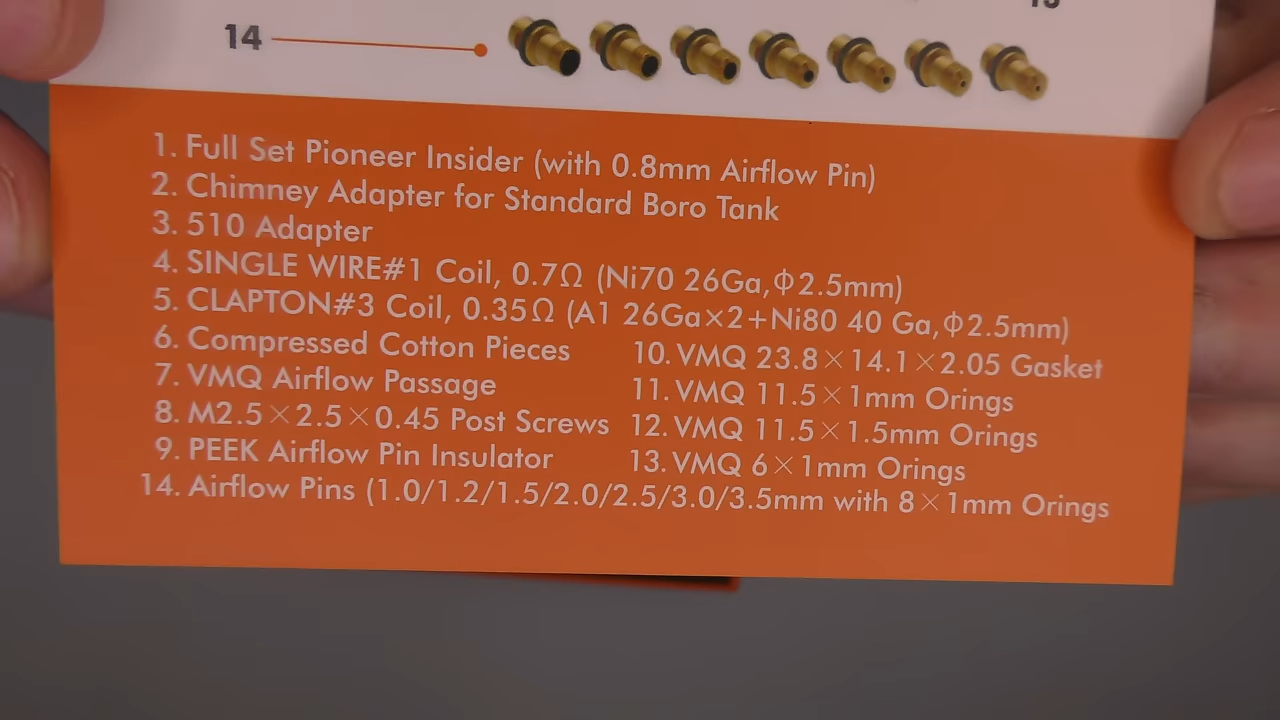 14
1. Full Set Pioneer Insider (with 0.8mm Airflow Pin)
2. Chimney Adapter for Standard Boro Tank
3. 510 Adapter
4. SINGLE WIRE#1 Coil, 0.7Ω (Ni70 26Ga,ϕ2.5mm)
5. CLAPTON#3 Coil, 0.35Ω (A1 26Ga×2+Ni80 40 Ga,ϕ2.5mm)
6. Compressed Cotton Pieces
7. VMQ Airflow Passage
8. M2.5×2.5×0.45 Post Screws
9. PEEK Airflow Pin Insulator
10. VMQ 23.8×14.1×2.05 Gasket
11. VMQ 11.5×1mm Orings
12. VMQ 11.5×1.5mm Orings
13. VMQ 6×1mm Orings
14. Airflow Pins (1.0/1.2/1.5/2.0/2.5/3.0/3.5mm with 8×1mm Orings